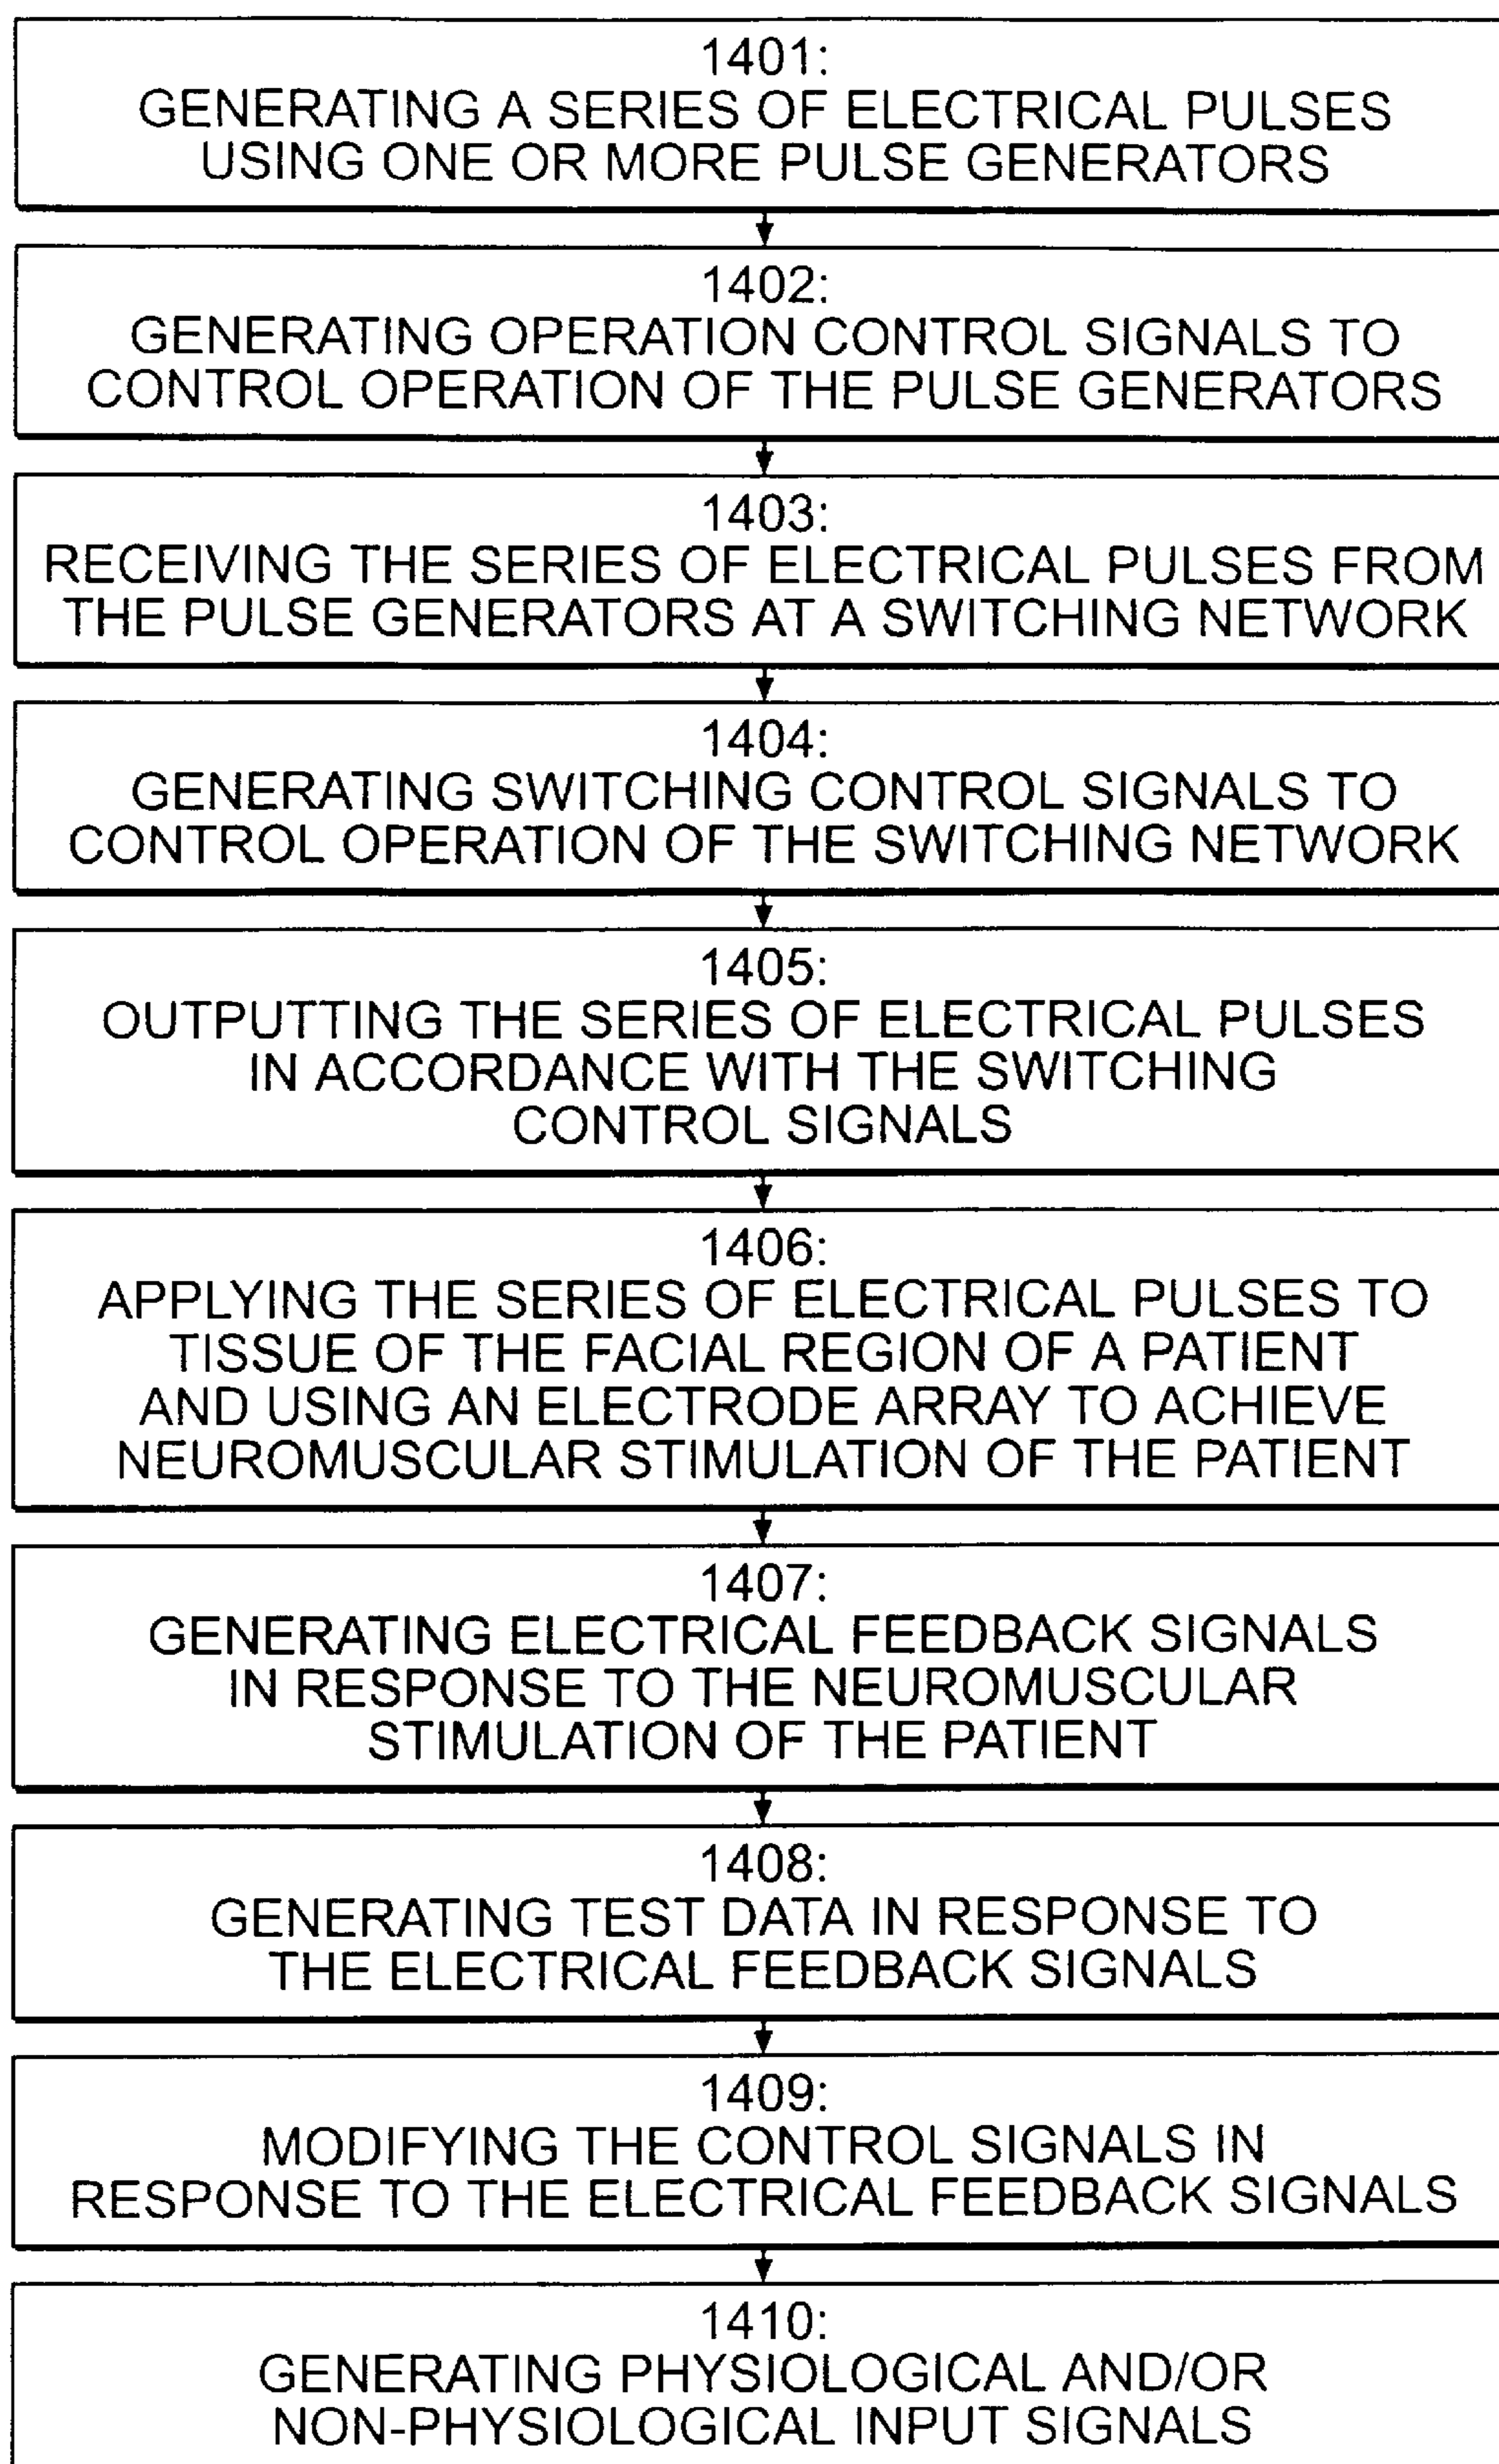 1401:
GENERATING A SERIES OF ELECTRICAL PULSES
USING ONE OR MORE PULSE GENERATORS
1402:
GENERATING OPERATION CONTROL SIGNALS TO
CONTROL OPERATION OF THE PULSE GENERATORS
1403:
RECEIVING THE SERIES OF ELECTRICAL PULSES FROM
THE PULSE GENERATORS AT A SWITCHING NETWORK
1404:
GENERATING SWITCHING CONTROL SIGNALS TO
CONTROL OPERATION OF THE SWITCHING NETWORK
1405:
OUTPUTTING THE SERIES OF ELECTRICAL PULSES
IN ACCORDANCE WITH THE SWITCHING
CONTROL SIGNALS
1406:
APPLYING THE SERIES OF ELECTRICAL PULSES TO
TISSUE OF THE FACIAL REGION OF A PATIENT
AND USING AN ELECTRODE ARRAY TO ACHIEVE
NEUROMUSCULAR STIMULATION OF THE PATIENT
1407:
GENERATING ELECTRICAL FEEDBACK SIGNALS
IN RESPONSE TO THE NEUROMUSCULAR
STIMULATION OF THE PATIENT
1408:
GENERATING TEST DATA IN RESPONSE TO
THE ELECTRICAL FEEDBACK SIGNALS
1409:
MODIFYING THE CONTROL SIGNALS IN
RESPONSE TO THE ELECTRICAL FEEDBACK SIGNALS
1410:
GENERATING PHYSIOLOGICAL AND/OR
NON-PHYSIOLOGICAL INPUT SIGNALS